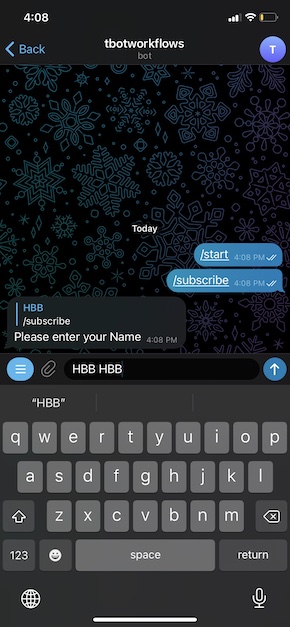 4:08
Back
tbotworkflows
bot
T
Today
/start 4:08 PM
/subscribe 4:08 PM
HBB
/subscribe
Please enter your Name 4:08 PM
HBB HBB
“HBB”
q w e r t y u i o p
a s d f g h j k l
z x c v b n m
123 space return